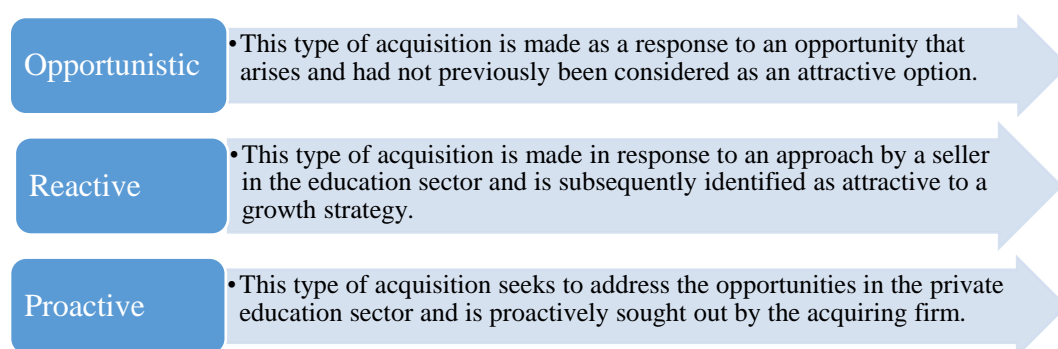 Opportunistic
•This type of acquisition is made as a response to an opportunity that
arises and had not previously been considered as an attractive option.
Reactive
•This type of acquisition is made in response to an approach by a seller
in the education sector and is subsequently identified as attractive to a
growth strategy.
Proactive
•This type of acquisition seeks to address the opportunities in the private
education sector and is proactively sought out by the acquiring firm.